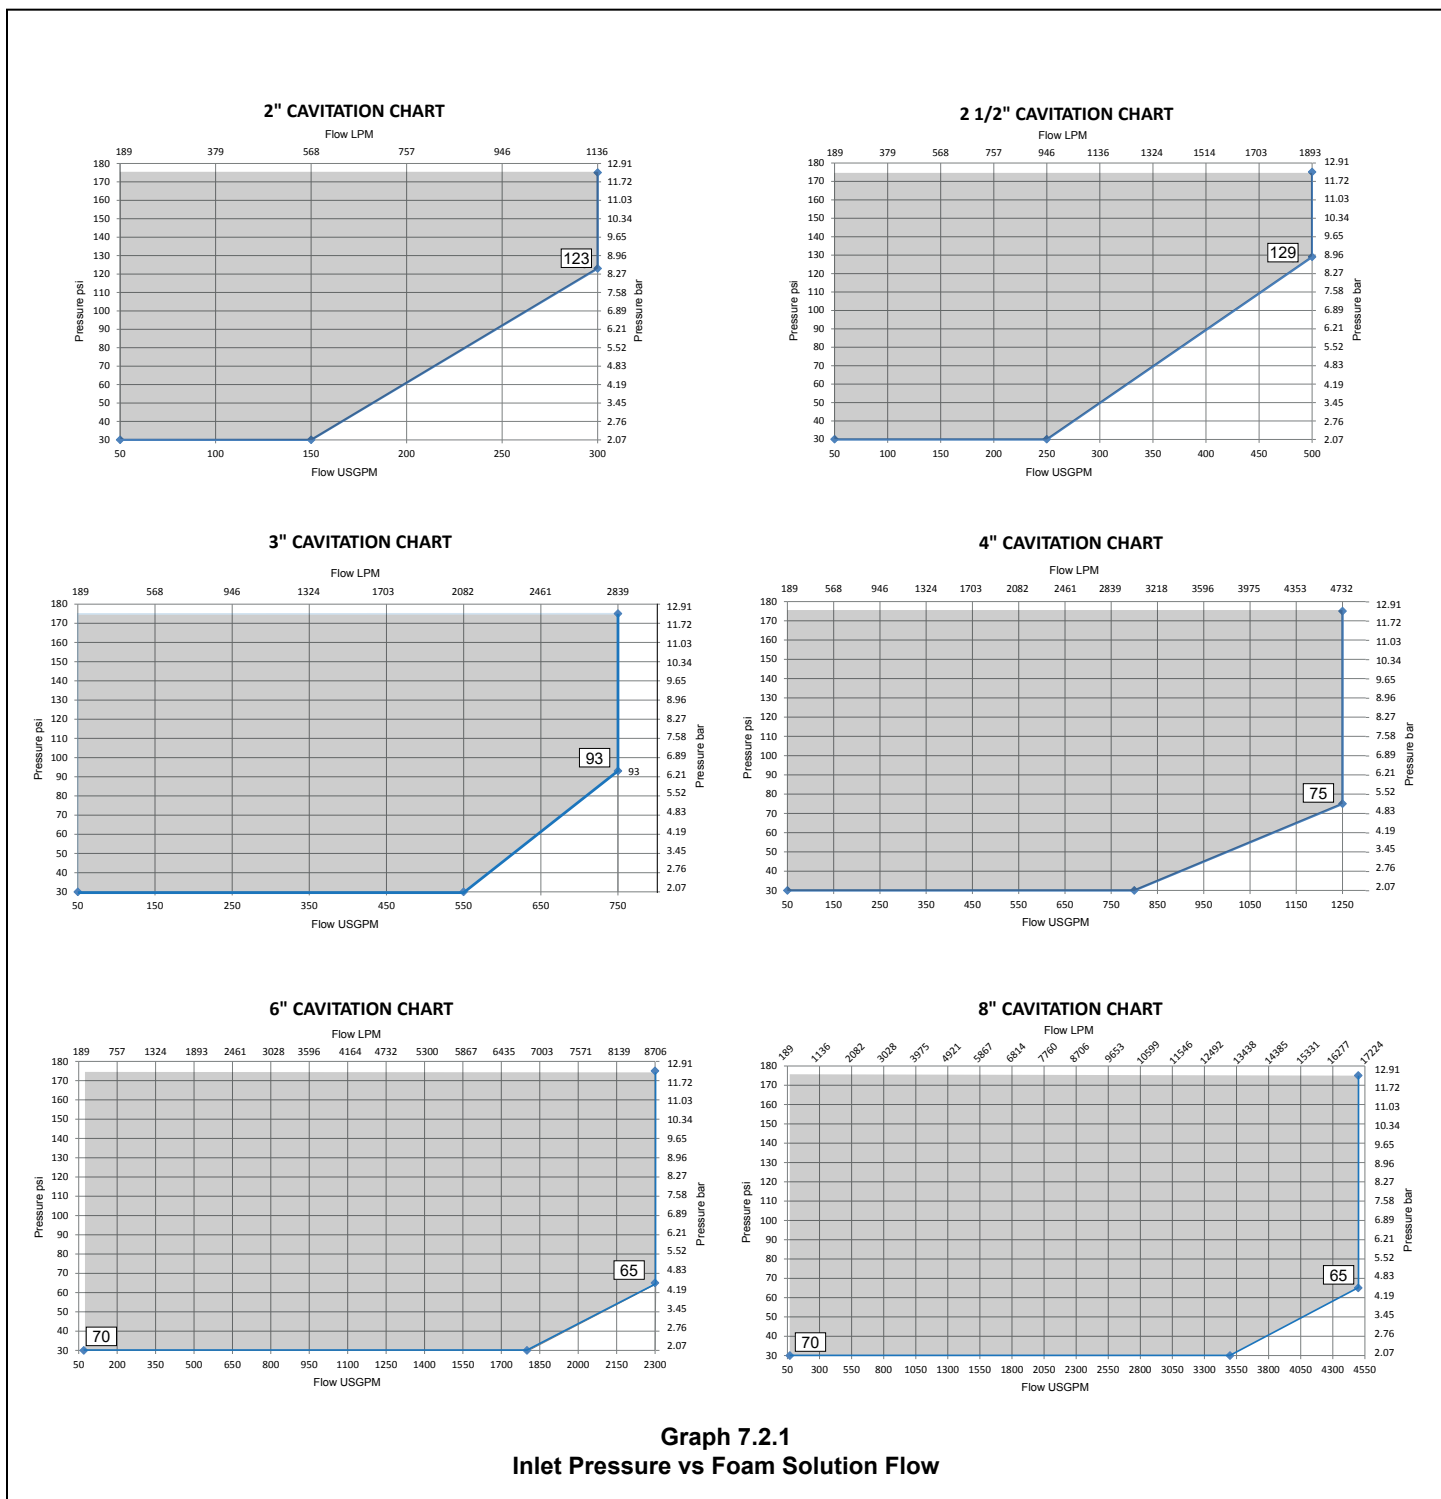 2" CAVITATION CHART
Flow LPM
189 379 568 757 946 1136
180 12.91
170 11.72
160 11.03
150 10.34
140 9.65
130 8.96
123
120 8.27
110 7.58
100 6.89
90 6.21
80 5.52
70 4.83
60 4.19
50 3.45
40 2.76
30 2.07
Pressure psi
Pressure bar
50 100 150 200 250 300
Flow USGPM
2 1/2" CAVITATION CHART
Flow LPM
189 379 568 757 946 1136 1324 1514 1703 1893
180 12.91
170 11.72
160 11.03
150 10.34
140 9.65
130 8.96
129
120 8.27
110 7.58
100 6.89
90 6.21
80 5.52
70 4.83
60 4.19
50 3.45
40 2.76
30 2.07
Pressure psi
Pressure bar
50 100 150 200 250 300 350 400 450 500
Flow USGPM
3" CAVITATION CHART
Flow LPM
189 568 946 1324 1703 2082 2461 2839
180 12.91
170 11.72
160 11.03
150 10.34
140 9.65
130 8.96
120 8.27
110 7.58
100 6.89
93
93
90 6.21
80 5.52
70 4.83
60 4.19
50 3.45
40 2.76
30 2.07
Pressure psi
Pressure bar
50 150 250 350 450 550 650 750
Flow USGPM
4" CAVITATION CHART
Flow LPM
189 568 946 1324 1703 2082 2461 2839 3218 3596 3975 4353 4732
180 12.91
170 11.72
160 11.03
150 10.34
140 9.65
130 8.96
120 8.27
110 7.58
100 6.89
90 6.21
80 5.52
75
70 4.83
60 4.19
50 3.45
40 2.76
30 2.07
Pressure psi
Pressure bar
50 150 250 350 450 550 650 750 850 950 1050 1150 1250
Flow USGPM
6" CAVITATION CHART
Flow LPM
189 757 1324 1893 2461 3028 3596 4164 4732 5300 5867 6435 7003 7571 8139 8706
180 12.91
170 11.72
160 11.03
150 10.34
140 9.65
130 8.96
120 8.27
110 7.58
100 6.89
90 6.21
80 5.52
70 4.83
65
60 4.19
50 3.45
40 2.76
70
30 2.07
Pressure psi
Pressure bar
50 200 350 500 650 800 950 1100 1250 1400 1550 1700 1850 2000 2150 2300
Flow USGPM
8" CAVITATION CHART
Flow LPM
189 1136 2082 3028 3975 4921 5867 6814 7760 8706 9653 10599 11546 12492 13438 14385 15331 16277 17224
180 12.91
170 11.72
160 11.03
150 10.34
140 9.65
130 8.96
120 8.27
110 7.58
100 6.89
90 6.21
80 5.52
70 4.83
65
60 4.19
50 3.45
40 2.76
70
30 2.07
Pressure psi
Pressure bar
50 300 550 800 1050 1300 1550 1800 2050 2300 2550 2800 3050 3300 3550 3800 4050 4300 4550
Flow USGPM
Graph 7.2.1
Inlet Pressure vs Foam Solution Flow